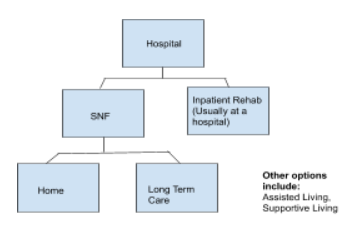 Hospital
SNF
Inpatient Rehab
(Usually at a
hospital)
Home
Long Term
Care
Other options
include:
Assisted Living,
Supportive Living